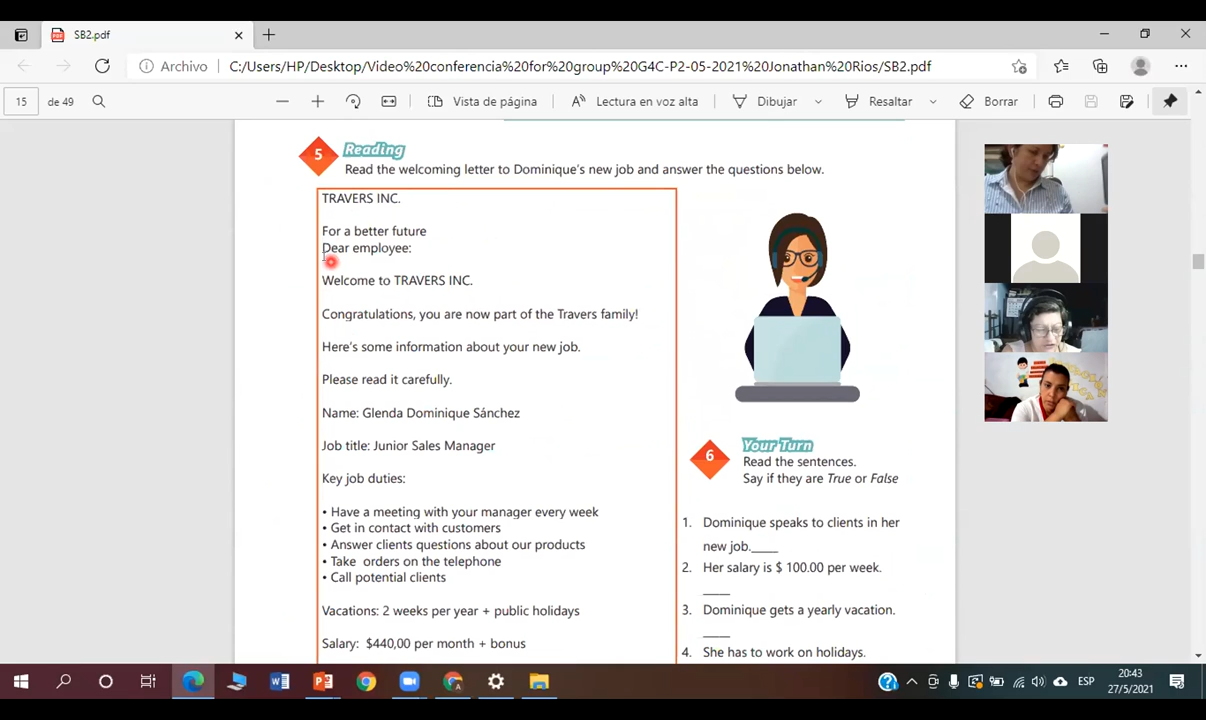 SB2.pdf
Archivo
C:/Users/HP/Desktop/Video%20conferencia%20for%20group%20G4C-P2-05-2021%20Jonathan%20Rios/SB2.pdf
15
de 49
Vista de página
Lectura en voz alta
Dibujar
Resaltar
Borrar
5
Reading
Read the welcoming letter to Dominique's new job and answer the questions below.
TRAVERS INC.
For a better future
Dear employee:
Welcome to TRAVERS INC.
Congratulations, you are now part of the Travers family!
Here's some information about your new job.
Please read it carefully.
Name: Glenda Dominique Sánchez
Job title: Junior Sales Manager
Key job duties:
• Have a meeting with your manager every week
• Get in contact with customers
• Answer clients questions about our products
• Take orders on the telephone
• Call potential clients
Vacations: 2 weeks per year + public holidays
Salary: $440,00 per month + bonus
6
Your Turn
Read the sentences.
Say if they are True or False
1. Dominique speaks to clients in her
new job.____
2. Her salary is $ 100.00 per week.
____
3. Dominique gets a yearly vacation.
____
4. She has to work on holidays.
ESP
20:43
27/5/2021